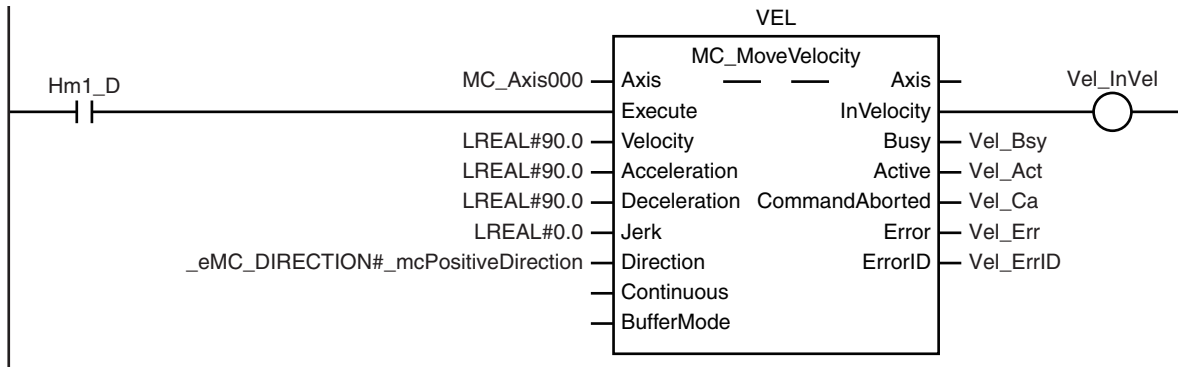 VEL
MC_MoveVelocity
Hm1_D
MC_Axis000 Axis Axis Vel_InVel
Execute InVelocity
LREAL#90.0 Velocity Busy Vel_Bsy
LREAL#90.0 Acceleration Active Vel_Act
LREAL#90.0 Deceleration CommandAborted Vel_Ca
LREAL#0.0 Jerk Error Vel_Err
_eMC_DIRECTION#_mcPositiveDirection Direction ErrorID Vel_ErrID
Continuous
BufferMode